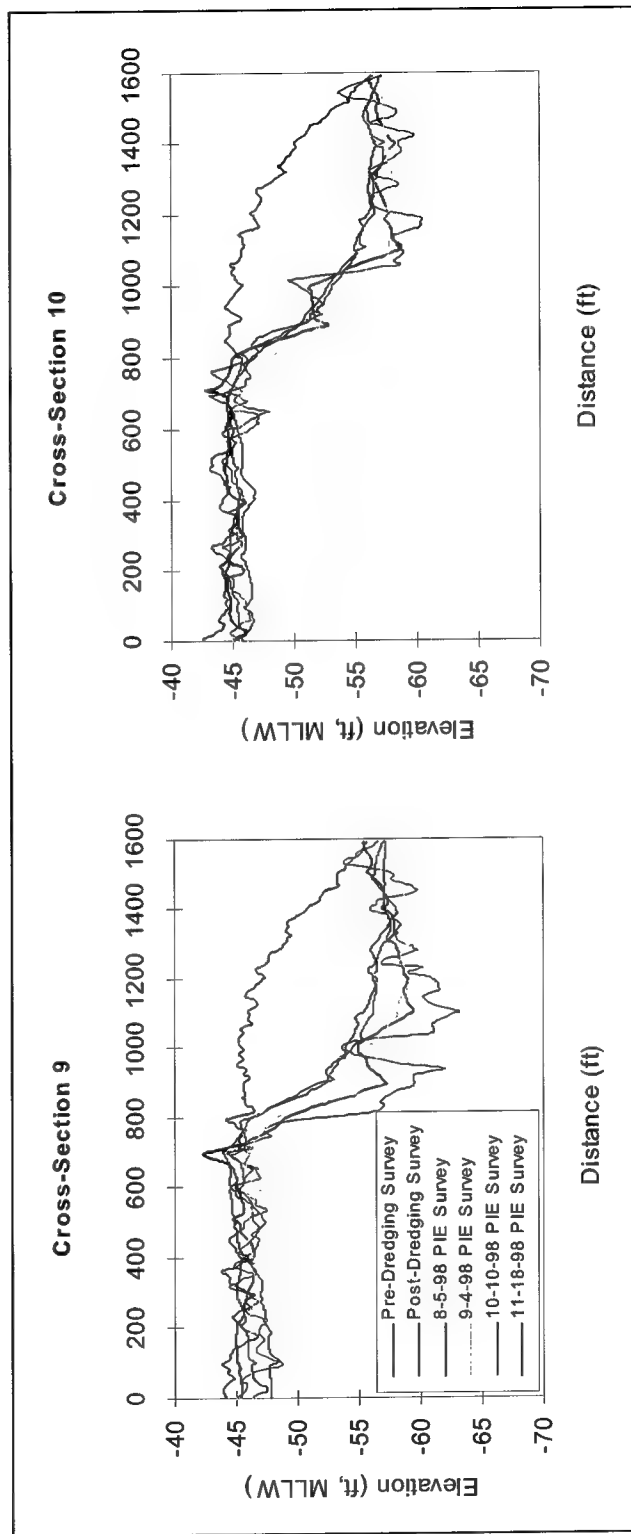 Cross-Section 9
0 200 400 600 800 1000 1200 1400 1600
-40
-45
-50
-55
-60
-65
-70
Elevation (ft, MLLW)
Pre-Dredging Survey
Post-Dredging Survey
8-5-98 PIE Survey
9-4-98 PIE Survey
10-10-98 PIE Survey
11-18-98 PIE Survey
Distance (ft)
Cross-Section 10
0 200 400 600 800 1000 1200 1400 1600
-40
-45
-50
-55
-60
-65
-70
Elevation (ft, MLLW)
Distance (ft)